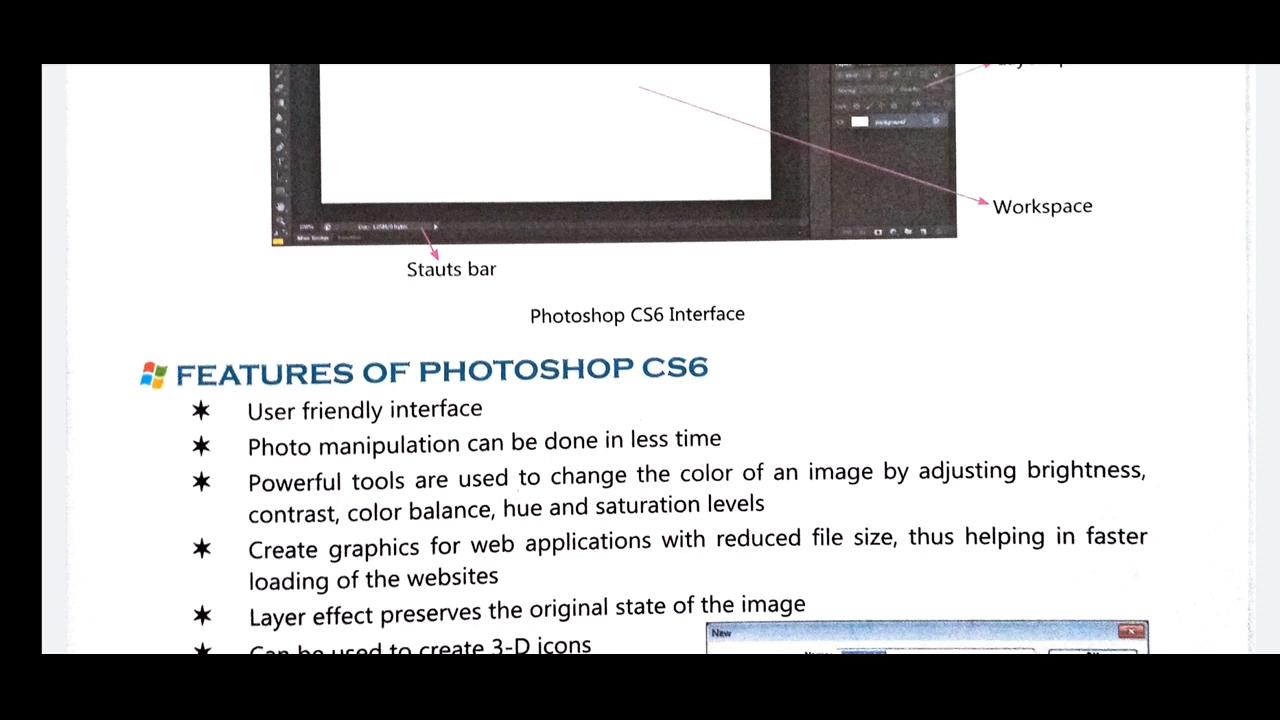 Workspace
Stauts bar
Photoshop CS6 Interface
FEATURES OF PHOTOSHOP CS6
User friendly interface
Photo manipulation can be done in less time
Powerful tools are used to change the color of an image by adjusting brightness,
contrast, color balance, hue and saturation levels
Create graphics for web applications with reduced file size, thus helping in faster
loading of the websites
Layer effect preserves the original state of the image
New
Can be used to create 3-D icons